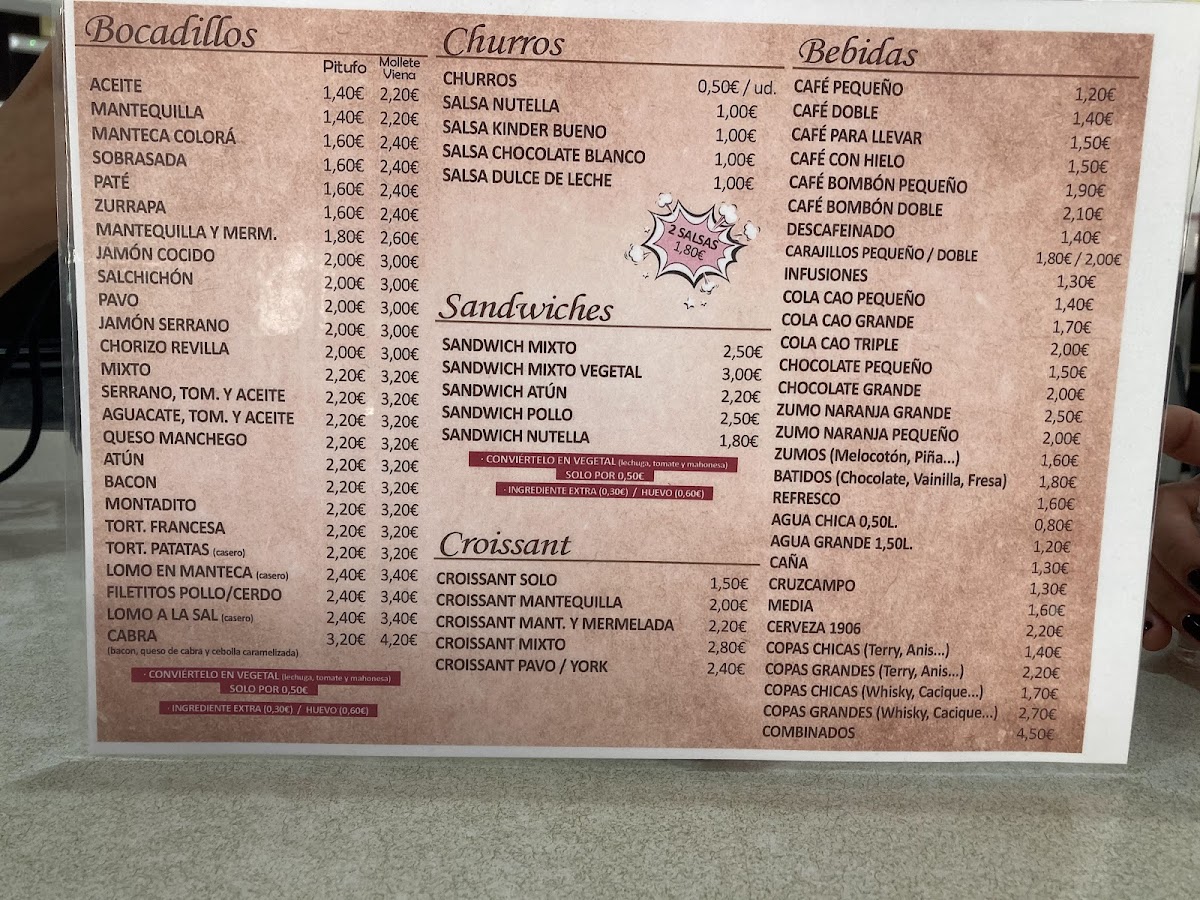 Bocadillos
Pitufo Mollete Viena
ACEITE 1,40€ 2,20€
MANTEQUILLA 1,40€ 2,20€
MANTECA COLORÁ 1,60€ 2,40€
SOBRASADA 1,60€ 2,40€
PATÉ 1,60€ 2,40€
ZURRAPA 1,60€ 2,40€
MANTEQUILLA Y MERM. 1,80€ 2,60€
JAMÓN COCIDO 2,00€ 3,00€
SALCHICHÓN 2,00€ 3,00€
PAVO 2,00€ 3,00€
JAMÓN SERRANO 2,00€ 3,00€
CHORIZO REVILLA 2,00€ 3,00€
MIXTO 2,20€ 3,20€
SERRANO, TOM. Y ACEITE 2,20€ 3,20€
AGUACATE, TOM. Y ACEITE 2,20€ 3,20€
QUESO MANCHEGO 2,20€ 3,20€
ATÚN 2,20€ 3,20€
BACON 2,20€ 3,20€
MONTADITO 2,20€ 3,20€
TORT. FRANCESA 2,20€ 3,20€
TORT. PATATAS (casero) 2,20€ 3,20€
LOMO EN MANTECA (casero) 2,40€ 3,40€
FILETITOS POLLO/CERDO 2,40€ 3,40€
LOMO A LA SAL (casero) 2,40€ 3,40€
CABRA 3,20€ 4,20€
(bacon, queso de cabra y cebolla caramelizada)
· CONVIÉRTELO EN VEGETAL (lechuga, tomate y mahonesa)
SOLO POR 0,50€
· INGREDIENTE EXTRA (0,30€) / HUEVO (0,60€)
Churros
CHURROS 0,50€ / ud.
SALSA NUTELLA 1,00€
SALSA KINDER BUENO 1,00€
SALSA CHOCOLATE BLANCO 1,00€
SALSA DULCE DE LECHE 1,00€
2 SALSAS
1,80€
Sandwiches
SANDWICH MIXTO 2,50€
SANDWICH MIXTO VEGETAL 3,00€
SANDWICH ATÚN 2,20€
SANDWICH POLLO 2,50€
SANDWICH NUTELLA 1,80€
· CONVIÉRTELO EN VEGETAL (lechuga, tomate y mahonesa)
SOLO POR 0,50€
· INGREDIENTE EXTRA (0,30€) / HUEVO (0,60€)
Croissant
CROISSANT SOLO 1,50€
CROISSANT MANTEQUILLA 2,00€
CROISSANT MANT. Y MERMELADA 2,20€
CROISSANT MIXTO 2,80€
CROISSANT PAVO / YORK 2,40€
Bebidas
CAFÉ PEQUEÑO 1,20€
CAFÉ DOBLE 1,40€
CAFÉ PARA LLEVAR 1,50€
CAFÉ CON HIELO 1,50€
CAFÉ BOMBÓN PEQUEÑO 1,90€
CAFÉ BOMBÓN DOBLE 2,10€
DESCAFEINADO 1,40€
CARAJILLOS PEQUEÑO / DOBLE 1,80€ / 2,00€
INFUSIONES 1,30€
COLA CAO PEQUEÑO 1,40€
COLA CAO GRANDE 1,70€
COLA CAO TRIPLE 2,00€
CHOCOLATE PEQUEÑO 1,50€
CHOCOLATE GRANDE 2,00€
ZUMO NARANJA GRANDE 2,50€
ZUMO NARANJA PEQUEÑO 2,00€
ZUMOS (Melocotón, Piña...) 1,60€
BATIDOS (Chocolate, Vainilla, Fresa) 1,80€
REFRESCO 1,60€
AGUA CHICA 0,50L. 0,80€
AGUA GRANDE 1,50L. 1,20€
CAÑA 1,30€
CRUZCAMPO 1,30€
MEDIA 1,60€
CERVEZA 1906 2,20€
COPAS CHICAS (Terry, Anis...) 1,40€
COPAS GRANDES (Terry, Anis...) 2,20€
COPAS CHICAS (Whisky, Cacique...) 1,70€
COPAS GRANDES (Whisky, Cacique...) 2,70€
COMBINADOS 4,50€